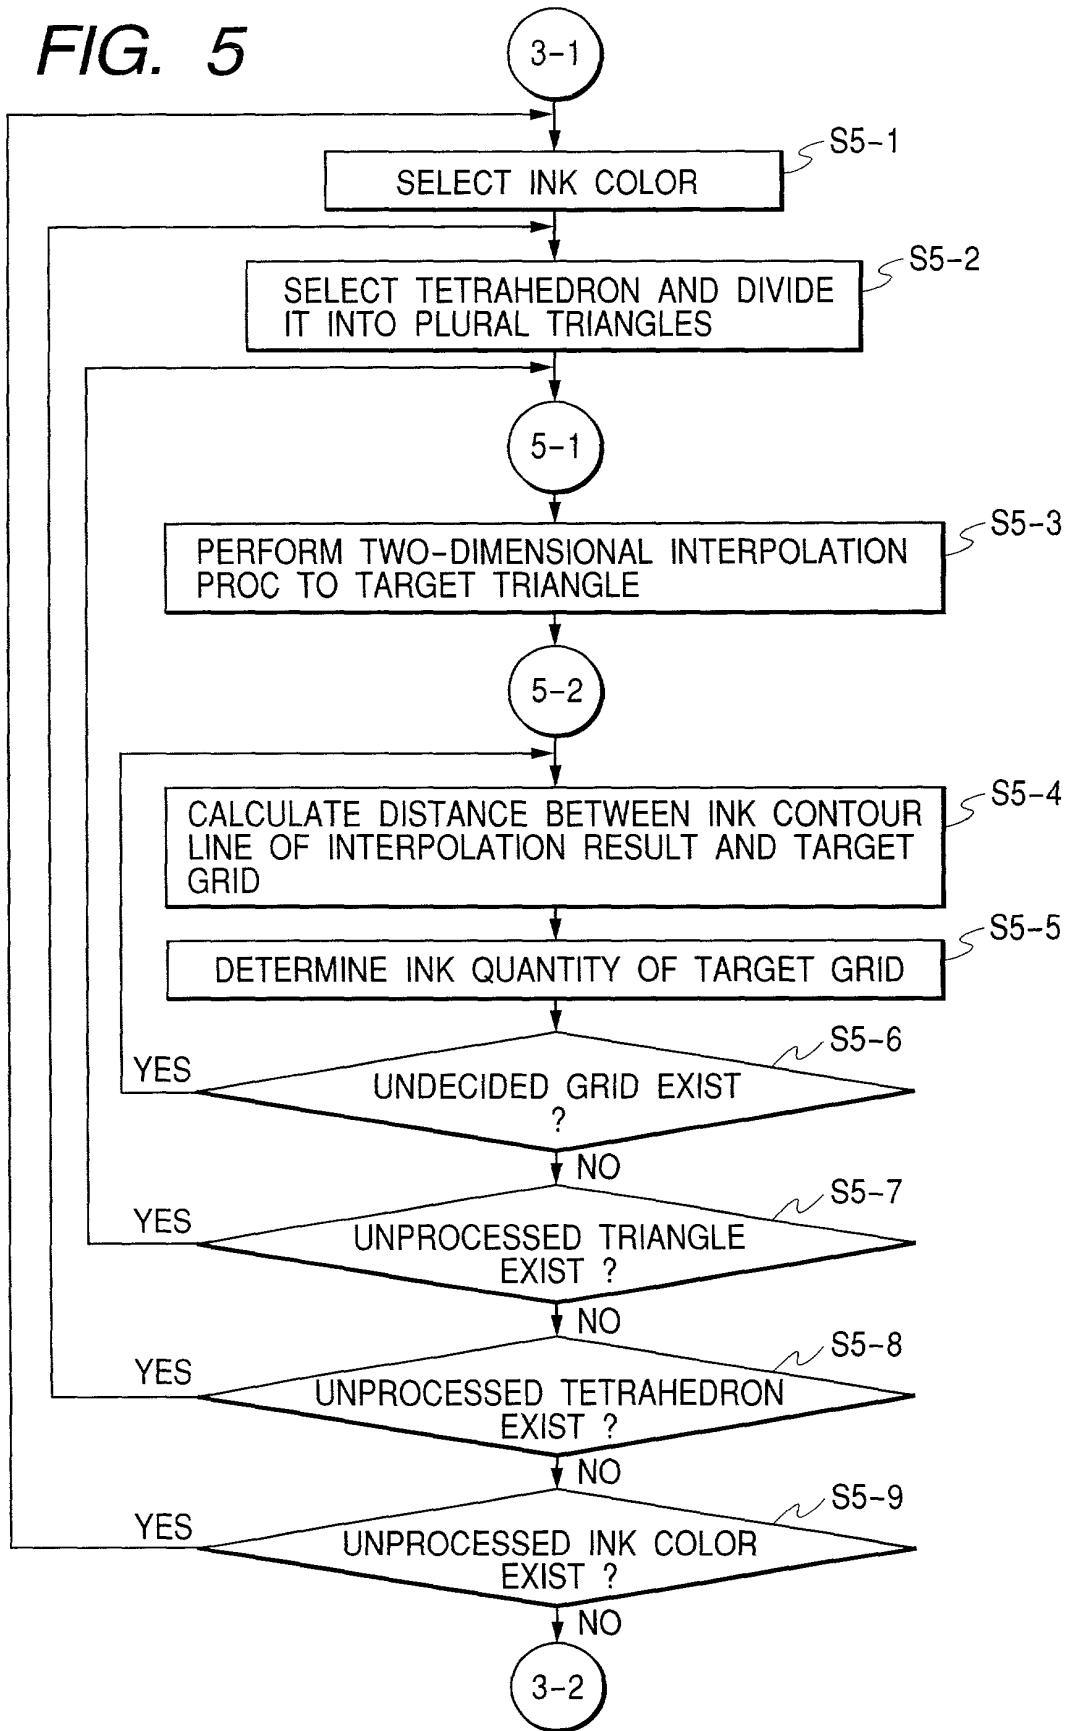 FIG. 5
3-1
S5-1
SELECT INK COLOR
S5-2
SELECT TETRAHEDRON AND DIVIDE
IT INTO PLURAL TRIANGLES
5-1
S5-3
PERFORM TWO-DIMENSIONAL INTERPOLATION
PROC TO TARGET TRIANGLE
5-2
S5-4
CALCULATE DISTANCE BETWEEN INK CONTOUR
LINE OF INTERPOLATION RESULT AND TARGET
GRID
S5-5
DETERMINE INK QUANTITY OF TARGET GRID
S5-6
YES
UNDECIDED GRID EXIST
?
NO
S5-7
YES
UNPROCESSED TRIANGLE
EXIST ?
NO
S5-8
YES
UNPROCESSED TETRAHEDRON
EXIST ?
NO
S5-9
YES
UNPROCESSED INK COLOR
EXIST ?
NO
3-2